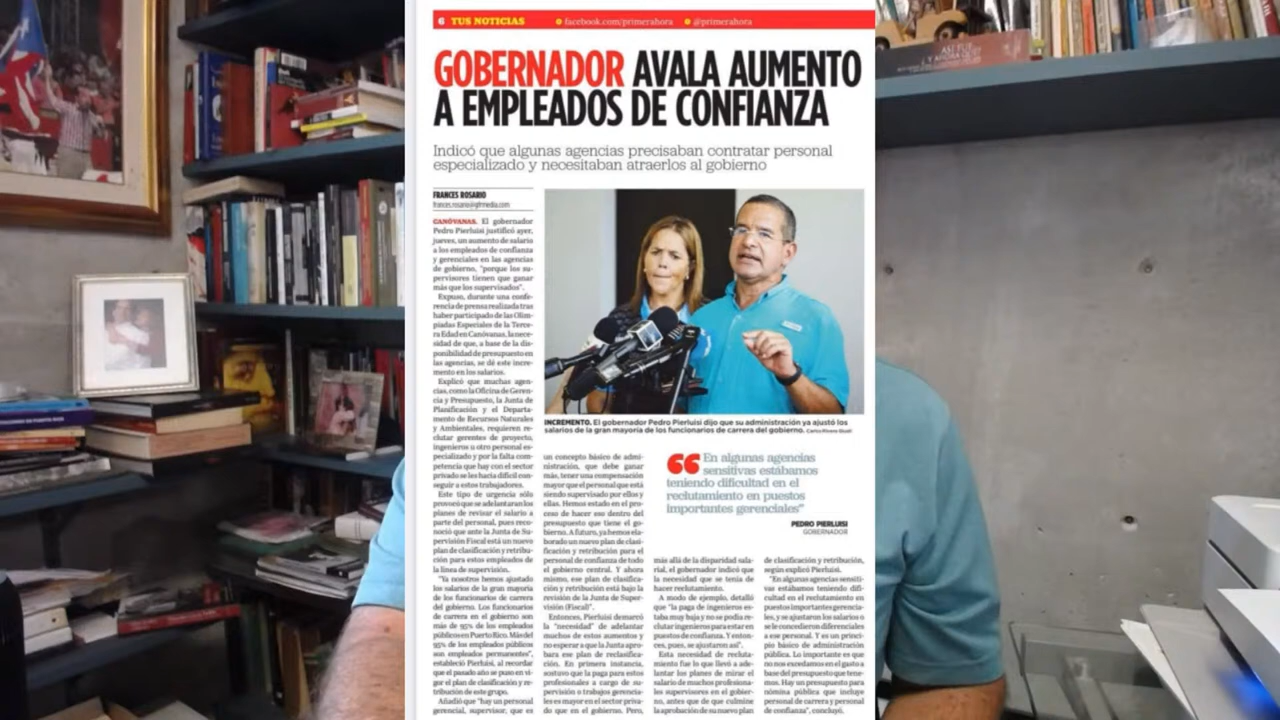 6 TUS NOTICIAS facebook.com/primerahora @primerahora
GOBERNADOR AVALA AUMENTO
A EMPLEADOS DE CONFIANZA
Indicó que algunas agencias precisaban contratar personal
especializado y necesitaban atraerlos al gobierno
FRANCES ROSARIO
frances.rosario@gfrmedia.com
CANÓVANAS. El gobernador
Pedro Pierluisi justificó ayer,
jueves, un aumento de salario
a los empleados de confianza
y gerenciales en las agencias
de gobierno, "porque los su-
pervisores tienen que ganar
más que los supervisados".
Expuso, durante una confe-
rencia de prensa realizada tras
haber participado de las Olim-
piadas Especiales de la Terce-
ra Edad en Canóvanas, la nece-
sidad de que, a base de la dis-
ponibilidad de presupuesto en
las agencias, se dé este incre-
mento en los salarios.
Explicó que muchas agen-
cias, como la Oficina de Geren-
cia y Presupuesto, la Junta de
Planificación y el Departa-
mento de Recursos Naturales
y Ambientales, requieren re-
clutar gerentes de proyecto,
ingenieros u otro personal es-
pecializado y por la falta com-
petencia que hay con el sector
privado se les hacía difícil con-
seguir a estos trabajadores.
Este tipo de urgencia sólo
provocó que se adelantaran los
planes de revisar el salario a
parte del personal, pues reco-
noció que ante la Junta de Su-
pervisión Fiscal está un nuevo
plan de clasificación y retribu-
ción para estos empleados de
la línea de supervisión.
"Ya nosotros hemos ajustado
los salarios de la gran mayoría
de los funcionarios de carrera
del gobierno. Los funcionarios
de carrera en el gobierno son
más de 95% de los empleados
públicos en Puerto Rico. Más del
95% de los empleados públicos
son empleados permanentes",
estableció Pierluisi, al recordar
que el pasado año se puso en vi-
gor el plan de clasificación y re-
tribución de este grupo.
Añadió que "hay un personal
gerencial, supervisor, que es
INCREMENTO. El gobernador Pedro Pierluisi dijo que su administración ya ajustó los
salarios de la gran mayoría de los funcionarios de carrera del gobierno.
un concepto básico de admi-
nistración, que debe ganar
más, tener una compensación
mayor que el personal que está
siendo supervisado por ellos y
ellas. Hemos estado en el pro-
ceso de hacer eso dentro del
presupuesto que tiene el go-
bierno. A futuro, ya hemos ela-
borado un nuevo plan de clasi-
ficación y retribución para el
personal de confianza de todo
el gobierno central. Y ahora
mismo, ese plan de clasifica-
ción y retribución está bajo la
revisión de la Junta de Super-
visión (Fiscal)".
Entonces, Pierluisi demarcó
la "necesidad" de adelantar
muchos de estos aumentos y
no esperar a que la Junta apro-
bara ese plan de reclasifica-
ción. En primera instancia,
sostuvo que la paga para estos
profesionales a cargo de su-
pervisión o trabajos gerencia-
les es mayor en el sector priva-
do que en el gobierno. Pero,
"En algunas agencias
sensitivas estábamos
teniendo dificultad en el
reclutamiento en puestos
importantes gerenciales"
PEDRO PIERLUISI
GOBERNADOR
más allá de la disparidad sala-
rial, el gobernador indicó que
la necesidad que se tenía de
hacer reclutamiento.
A modo de ejemplo, detalló
que "la paga de ingenieros es-
taba muy baja y no se podía re-
clutar ingenieros para estar en
puestos de confianza. Y enton-
ces, pues, se ajustaron así".
Esta necesidad de recluta-
miento fue lo que llevó a ade-
lantar los planes de mirar el
salario de muchos profesiona-
les supervisores en el gobier-
no, antes de que de culmine
la aprobación de su nuevo plan
de clasificación y retribución,
según explicó Pierluisi.
"En algunas agencias sensiti-
vas estábamos teniendo difi-
cultad en el reclutamiento en
puestos importantes gerencia-
les, y se ajustaron los salarios o
se le concedieron diferenciales
a ese personal. Y es un princi-
pio básico de administración
pública. Lo importante es que
no nos excedamos en el gasto a
base del presupuesto que tene-
mos. Hay un presupuesto para
nómina pública que incluye
personal de carrera y personal
de confianza", concluyó.
ASÍ FUE